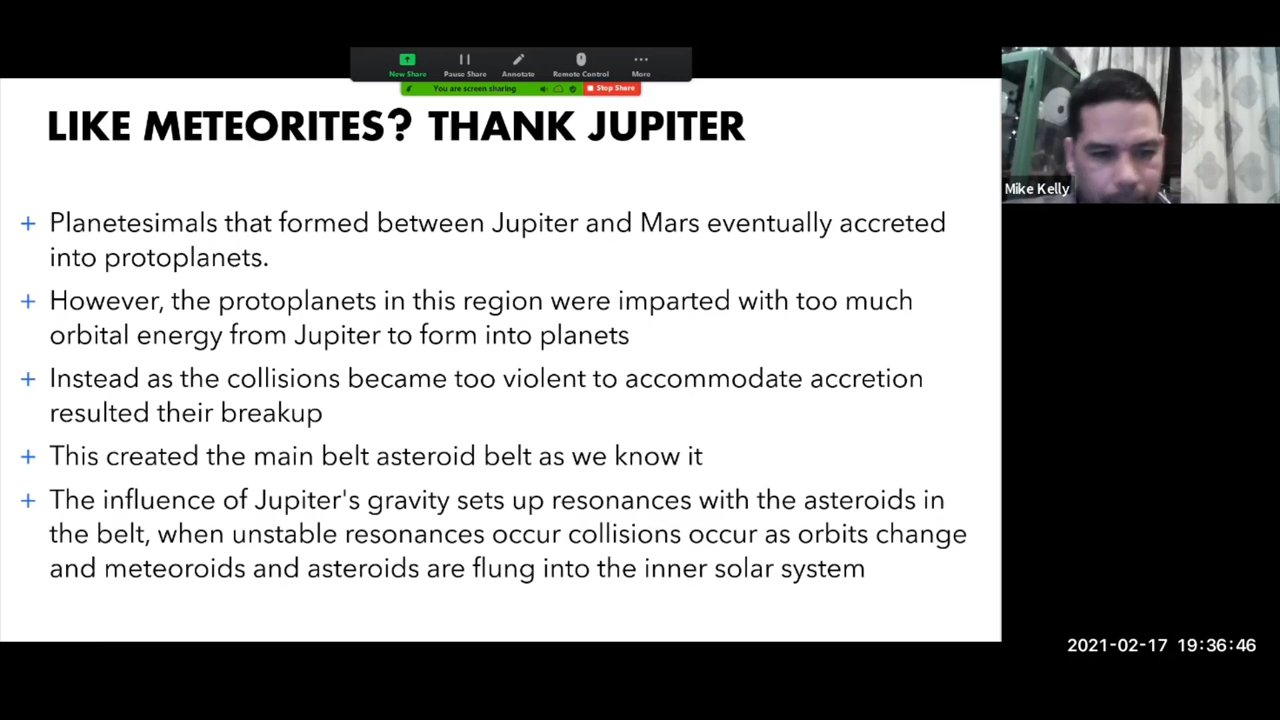 New Share
Pause Share
Annotate
Remote Control
More
You are screen sharing
Stop Share
LIKE METEORITES? THANK JUPITER
Mike Kelly
+ Planetesimals that formed between Jupiter and Mars eventually accreted
into protoplanets.
+ However, the protoplanets in this region were imparted with too much
orbital energy from Jupiter to form into planets
+ Instead as the collisions became too violent to accommodate accretion
resulted their breakup
+ This created the main belt asteroid belt as we know it
+ The influence of Jupiter's gravity sets up resonances with the asteroids in
the belt, when unstable resonances occur collisions occur as orbits change
and meteoroids and asteroids are flung into the inner solar system
2021-02-17 19:36:46